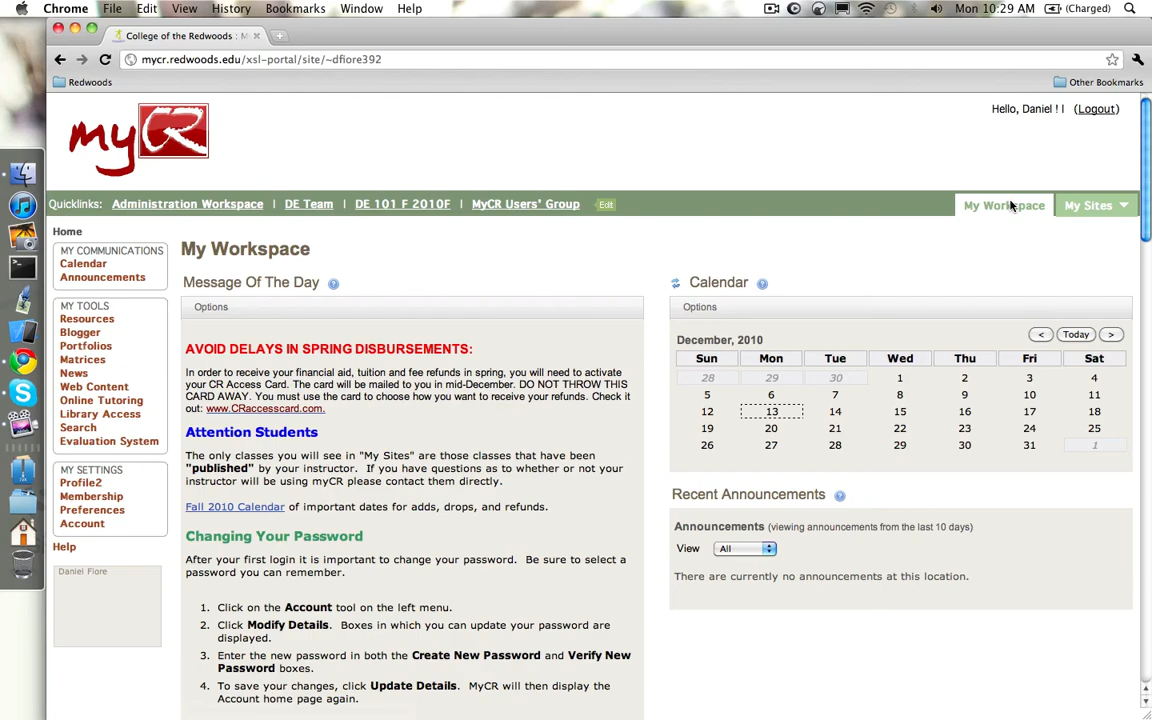 Chrome File Edit View History Bookmarks Window Help Mon 10:29 AM (Charged)
College of the Redwoods : M
mycr.redwoods.edu/xsl-portal/site/~dfiore392
Redwoods Other Bookmarks
my CR
Hello, Daniel ! | (Logout)
Quicklinks: Administration Workspace | DE Team | DE 101 F 2010F | MyCR Users' Group Edit
My Workspace My Sites
Home
MY COMMUNICATIONS
Calendar
Announcements
MY TOOLS
Resources
Blogger
Portfolios
Matrices
News
Web Content
Online Tutoring
Library Access
Search
Evaluation System
MY SETTINGS
Profile2
Membership
Preferences
Account
Help
Daniel Fiore
My Workspace
Message Of The Day ?
Options
AVOID DELAYS IN SPRING DISBURSEMENTS:
In order to receive your financial aid, tuition and fee refunds in spring, you will need to activate
your CR Access Card. The card will be mailed to you in mid-December. DO NOT THROW THIS
CARD AWAY. You must use the card to choose how you want to receive your refunds. Check it
out: www.CRaccesscard.com.
Attention Students
The only classes you will see in "My Sites" are those classes that have been
"published" by your instructor. If you have questions as to whether or not your
instructor will be using myCR please contact them directly.
Fall 2010 Calendar of important dates for adds, drops, and refunds.
Changing Your Password
After your first login it is important to change your password. Be sure to select a
password you can remember.
1. Click on the Account tool on the left menu.
2. Click Modify Details. Boxes in which you can update your password are
displayed.
3. Enter the new password in both the Create New Password and Verify New
Password boxes.
4. To save your changes, click Update Details. MyCR will then display the
Account home page again.
Calendar ?
Options
December, 2010 < Today >
Sun Mon Tue Wed Thu Fri Sat
28 29 30 1 2 3 4
5 6 7 8 9 10 11
12 13 14 15 16 17 18
19 20 21 22 23 24 25
26 27 28 29 30 31 1
Recent Announcements ?
Announcements (viewing announcements from the last 10 days)
View All
There are currently no announcements at this location.